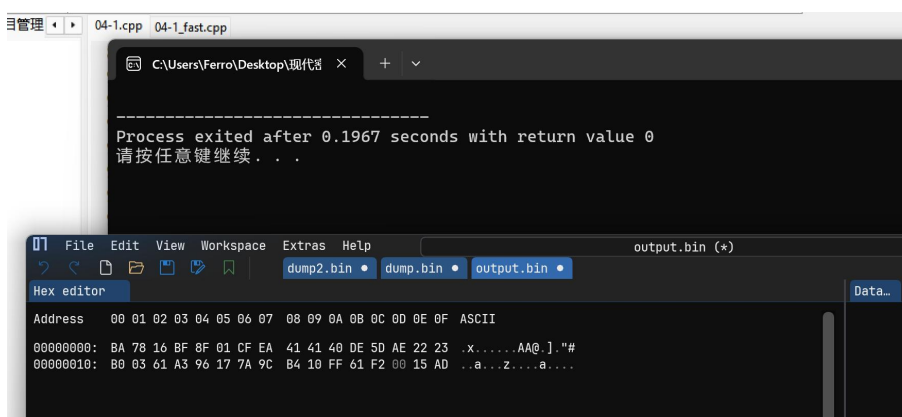 目管理 04-1.cpp 04-1_fast.cpp
C:\Users\Ferro\Desktop\现代密
--------------------------------
Process exited after 0.1967 seconds with return value 0
请按任意键继续. . .
File Edit View Workspace Extras Help output.bin (*)
dump2.bin dump.bin output.bin
Hex editor Data…
Address 00 01 02 03 04 05 06 07 08 09 0A 0B 0C 0D 0E 0F ASCII
00000000: BA 78 16 BF 8F 01 CF EA 41 41 40 DE 5D AE 22 23 .x......AA@.]."#
00000010: B0 03 61 A3 96 17 7A 9C B4 10 FF 61 F2 00 15 AD ..a...z....a....